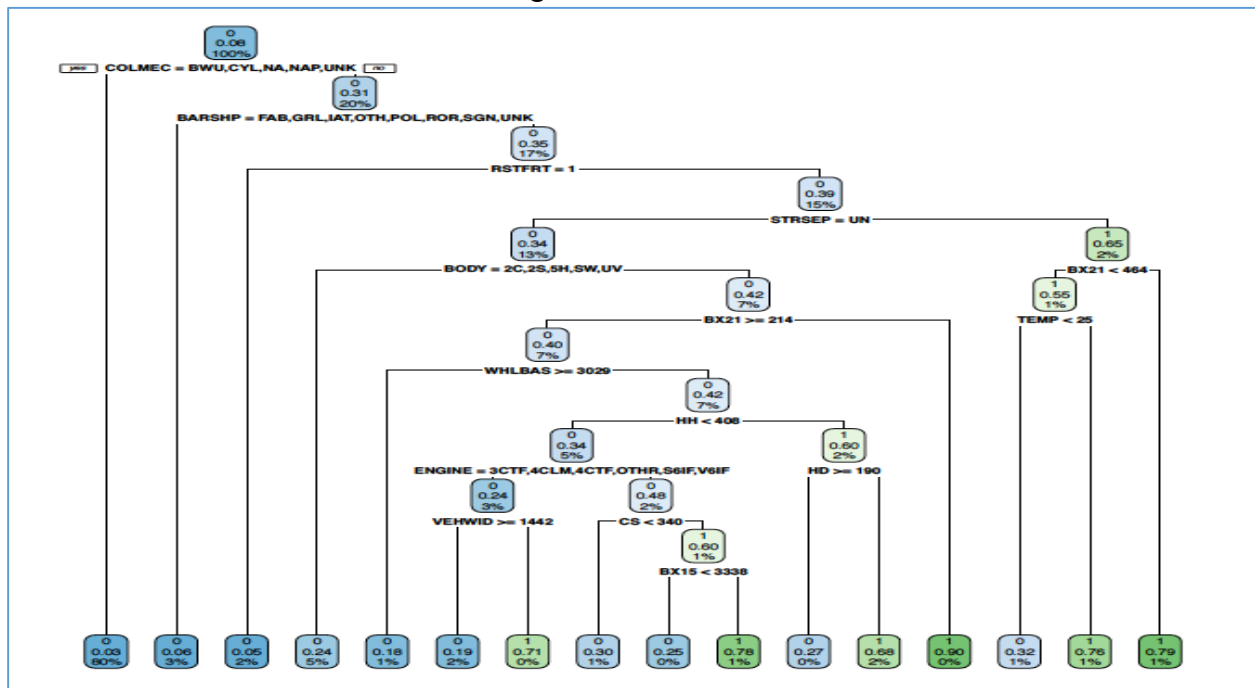 0
0.08
100%
yes COLMEC = BWU,CYL,NA,NAP,UNK no
0
0.31
20%
BARSHP = FAB,GRL,IAT,OTH,POL,ROR,SGN,UNK
0
0.35
17%
RSTFRT = 1
0
0.39
15%
STRSEP = UN
0 1
0.34 0.65
13% 2%
BODY = 2C,2S,5H,SW,UV BX21 < 464
0 1
0.42 0.55
7% 1%
BX21 >= 214 TEMP < 25
0
0.40
7%
WHLBAS >= 3029
0
0.42
7%
HH < 408
0 1
0.34 0.60
5% 2%
ENGINE = 3CTF,4CLM,4CTF,OTHR,S6IF,V6IF HD >= 190
0 0
0.24 0.48
3% 2%
VEHWID >= 1442 CS < 340
1
0.60
1%
BX15 < 3338
0 0 0 0 0 0 1 0 0 1 0 1 1 0 1 1
0.03 0.06 0.05 0.24 0.18 0.19 0.71 0.30 0.25 0.78 0.27 0.68 0.90 0.32 0.76 0.79
80% 3% 2% 5% 1% 2% 0% 1% 0% 1% 0% 2% 0% 1% 1% 1%